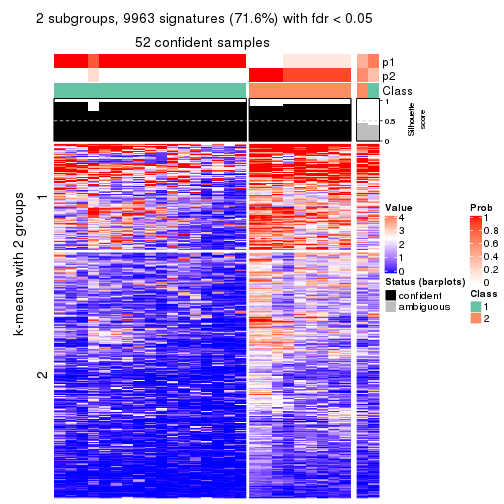 2 subgroups, 9963 signatures (71.6%) with fdr < 0.05
52 confident samples
p1
p2
Class
1
0.5
0
Silhouette
score
k-means with 2 groups
1
2
Value
4
3
2
1
0
Status (barplots)
confident
ambiguous
Prob
1
0.8
0.6
0.4
0.2
0
Class
1
2